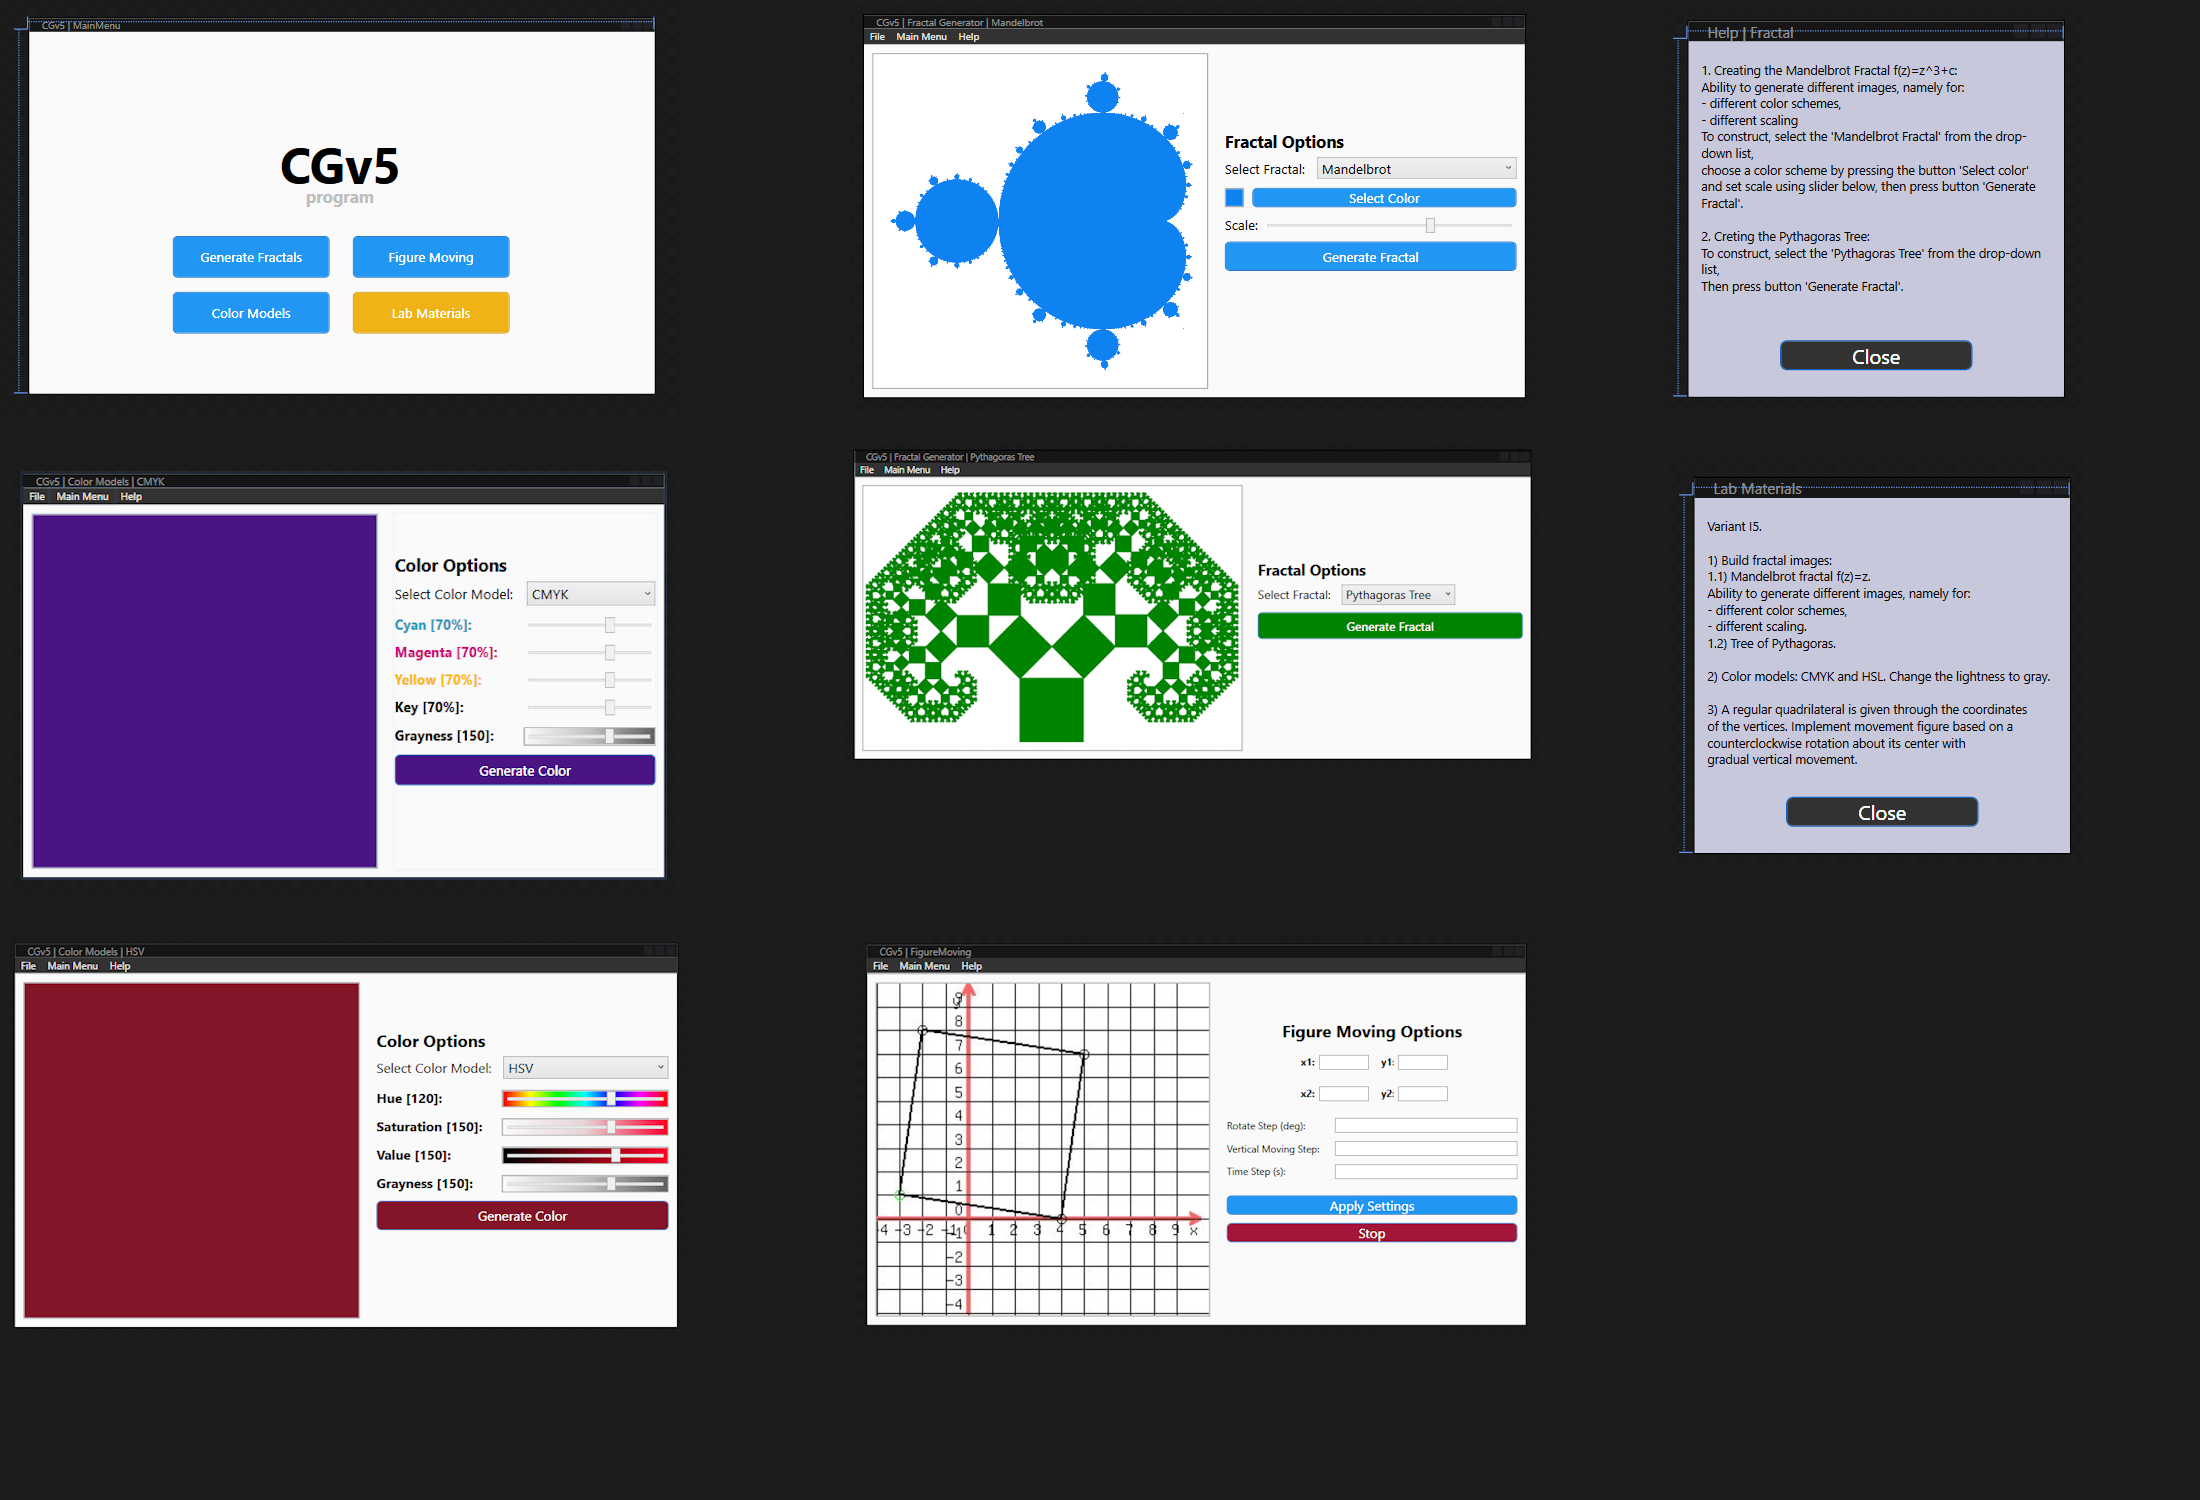 CGv5 | MainMenu
CGv5
program
Generate Fractals
Figure Moving
Color Models
Lab Materials
CGv5 | Fractal Generator | Mandelbrot
File Main Menu Help
Fractal Options
Select Fractal: Mandelbrot
Select Color
Scale:
Generate Fractal
Help | Fractal
1. Creating the Mandelbrot Fractal f(z)=z^3+c:
Ability to generate different images, namely for:
- different color schemes,
- different scaling
To construct, select the 'Mandelbrot Fractal' from the drop-
down list,
choose a color scheme by pressing the button 'Select color'
and set scale using slider below, then press button 'Generate
Fractal'.
2. Creting the Pythagoras Tree:
To construct, select the 'Pythagoras Tree' from the drop-down
list,
Then press button 'Generate Fractal'.
Close
CGv5 | Color Models | CMYK
File Main Menu Help
Color Options
Select Color Model: CMYK
Cyan [70%]:
Magenta [70%]:
Yellow [70%]:
Key [70%]:
Grayness [150]:
Generate Color
CGv5 | Fractal Generator | Pythagoras Tree
File Main Menu Help
Fractal Options
Select Fractal: Pythagoras Tree
Generate Fractal
Lab Materials
Variant I5.
1) Build fractal images:
1.1) Mandelbrot fractal f(z)=z.
Ability to generate different images, namely for:
- different color schemes,
- different scaling.
1.2) Tree of Pythagoras.
2) Color models: CMYK and HSL. Change the lightness to gray.
3) A regular quadrilateral is given through the coordinates
of the vertices. Implement movement figure based on a
counterclockwise rotation about its center with
gradual vertical movement.
Close
CGv5 | Color Models | HSV
File Main Menu Help
Color Options
Select Color Model: HSV
Hue [120]:
Saturation [150]:
Value [150]:
Grayness [150]:
Generate Color
CGv5 | FigureMoving
File Main Menu Help
8
7
6
5
4
3
2
1
0
-4 -3 -2 -1 1 2 3 4 5 6 7 8 9 x
-2
-3
-4
Figure Moving Options
x1: y1:
x2: y2:
Rotate Step (deg):
Vertical Moving Step:
Time Step (s):
Apply Settings
Stop